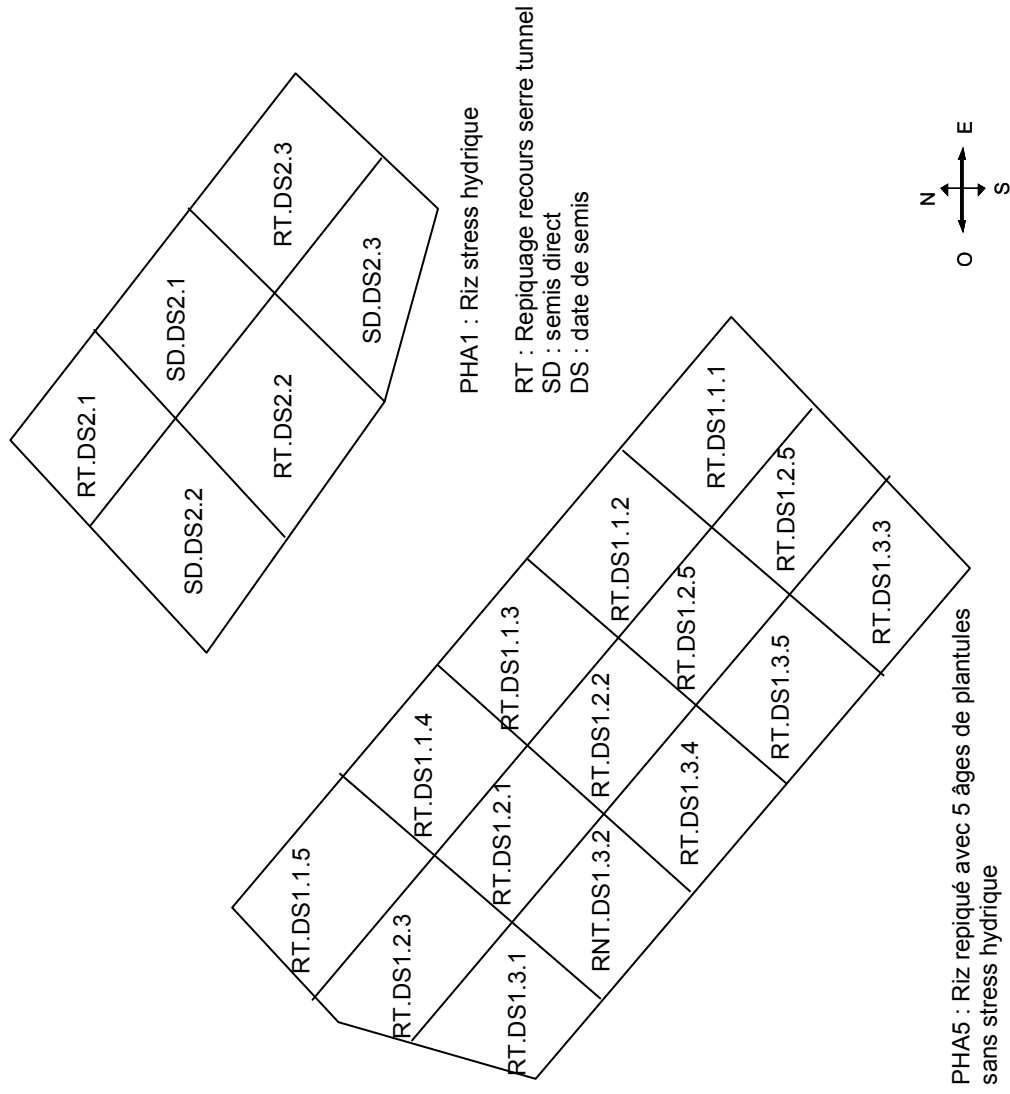 RT.DS2.1
SD.DS2.1
RT.DS2.3
SD.DS2.2
RT.DS2.2
SD.DS2.3
PHA1 : Riz stress hydrique
RT : Repiquage recours serre tunnel
SD : semis direct
DS : date de semis
RT.DS1.1.5
RT.DS1.1.4
RT.DS1.1.3
RT.DS1.1.2
RT.DS1.1.1
RT.DS1.2.3
RT.DS1.2.1
RT.DS1.2.2
RT.DS1.2.5
RT.DS1.2.5
RT.DS1.3.1
RNT.DS1.3.2
RT.DS1.3.4
RT.DS1.3.5
RT.DS1.3.3
PHA5 : Riz repiqué avec 5 âges de plantules
sans stress hydrique
N
O
E
S